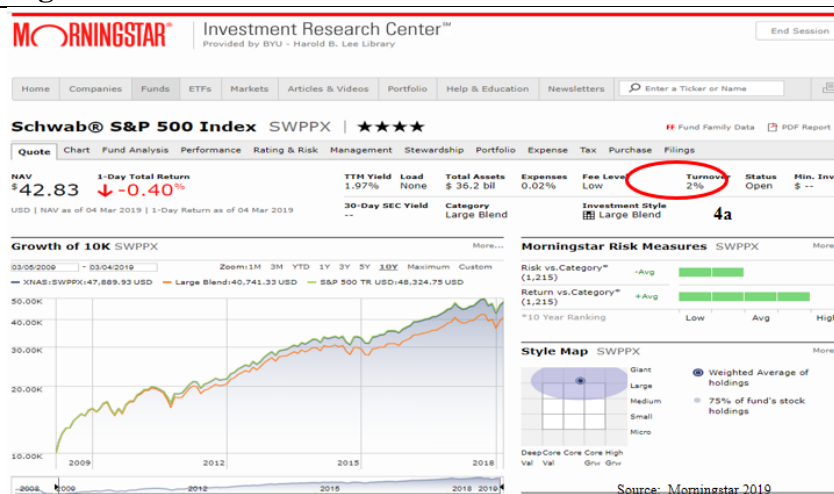 MORNINGSTAR® Investment Research Center℠
Provided by BYU - Harold B. Lee Library
End Session
Home Companies Funds ETFs Markets Articles & Videos Portfolio Help & Education Newsletters Enter a Ticker or Name
Schwab® S&P 500 Index SWPPX | ★★★★
Fund Family Data PDF Report
Quote Chart Fund Analysis Performance Rating & Risk Management Stewardship Portfolio Expense Tax Purchase Filings
NAV 1-Day Total Return TTM Yield Load Total Assets Expenses Fee Level Turnover Status Min. Inv
$42.83 -0.40% 1.97% None $ 36.2 bil 0.02% Low 2% Open $ --
USD | NAV as of 04 Mar 2019 | 1-Day Return as of 04 Mar 2019
30-Day SEC Yield Category Investment Style
-- Large Blend Large Blend 4a
Growth of 10K SWPPX More...
03/05/2009 - 03/04/2019 Zoom: 1M 3M YTD 1Y 3Y 5Y 10Y Maximum Custom
XNAS:SWPPX:47,889.93 USD Large Blend:40,741.33 USD S&P 500 TR USD:48,324.75 USD
50.00K
40.00K
30.00K
20.00K
10.00K
2009 2012 2015 2018
2008 2009 2012 2015 2018 2019
Morningstar Risk Measures SWPPX More
Risk vs.Category* -Avg
(1,215)
Return vs.Category* +Avg
(1,215)
*10 Year Ranking Low Avg High
Style Map SWPPX More
Giant
Large
Medium
Small
Micro
Deep Core Core Core High
Val Val Grw Grw
Weighted Average of
holdings
75% of fund's stock
holdings
Source: Morningstar 2019